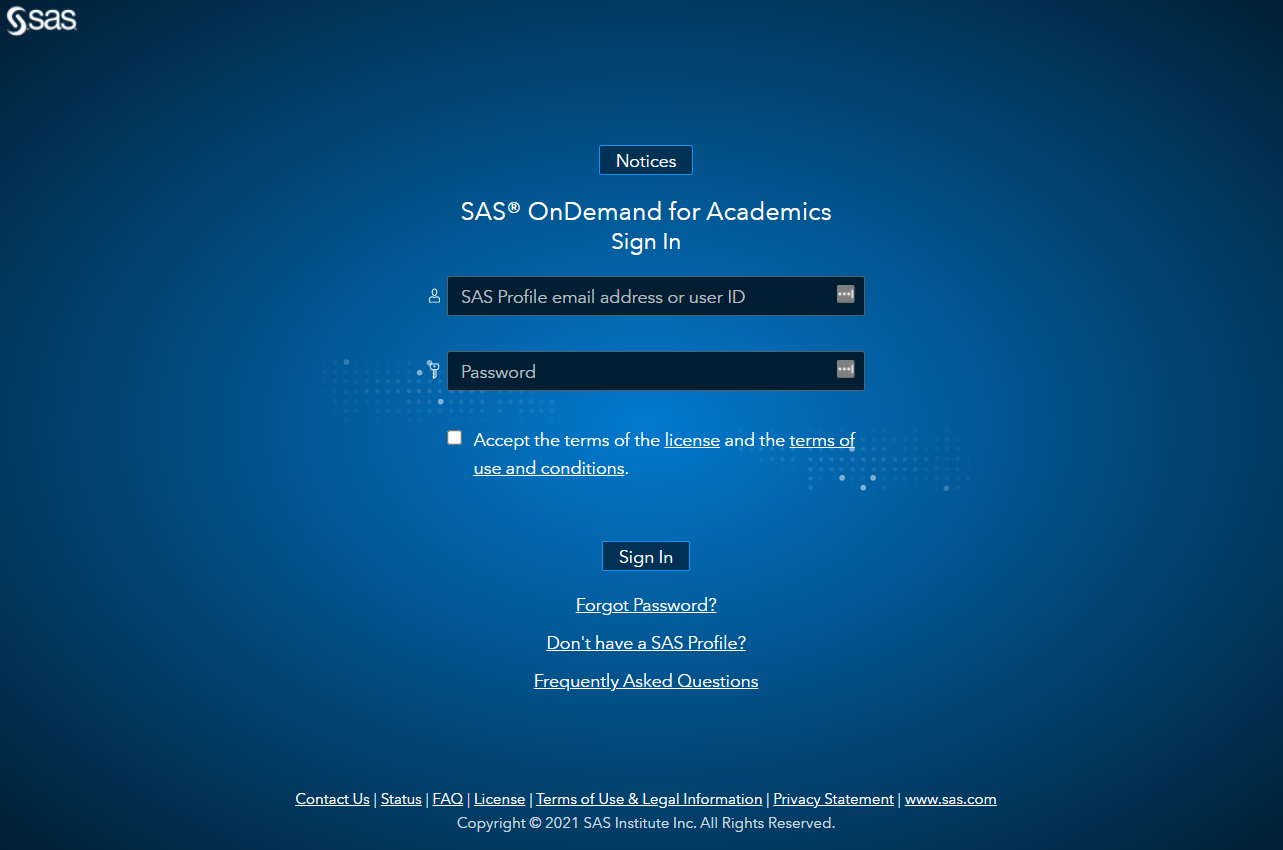 sas
Notices
SAS® OnDemand for Academics
Sign In
SAS Profile email address or user ID
Password
Accept the terms of the license and the terms of
use and conditions.
Sign In
Forgot Password?
Don't have a SAS Profile?
Frequently Asked Questions
Contact Us | Status | FAQ | License | Terms of Use & Legal Information | Privacy Statement | www.sas.com
Copyright © 2021 SAS Institute Inc. All Rights Reserved.